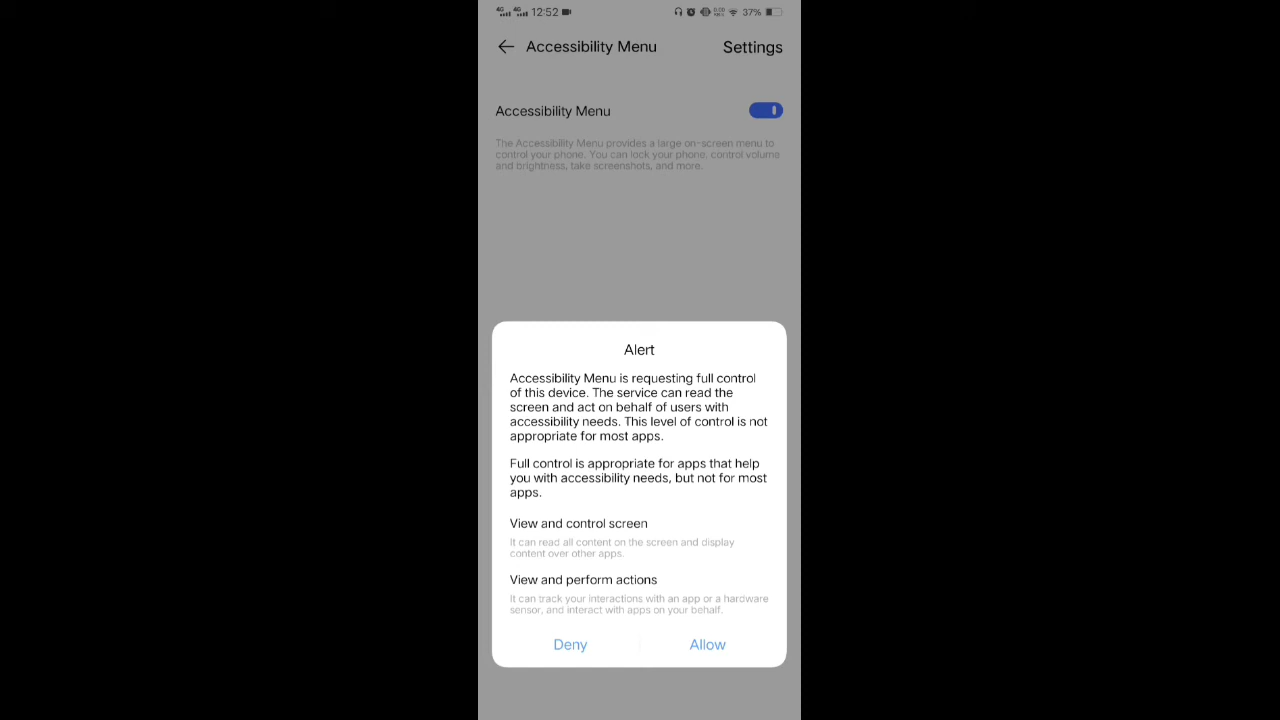 4G 4G 12:52 37%
Accessibility Menu Settings
Accessibility Menu
The Accessibility Menu provides a large on-screen menu to
control your phone. You can lock your phone, control volume
and brightness, take screenshots, and more.
Alert
Accessibility Menu is requesting full control
of this device. The service can read the
screen and act on behalf of users with
accessibility needs. This level of control is not
appropriate for most apps.
Full control is appropriate for apps that help
you with accessibility needs, but not for most
apps.
View and control screen
It can read all content on the screen and display
content over other apps.
View and perform actions
It can track your interactions with an app or a hardware
sensor, and interact with apps on your behalf.
Deny Allow